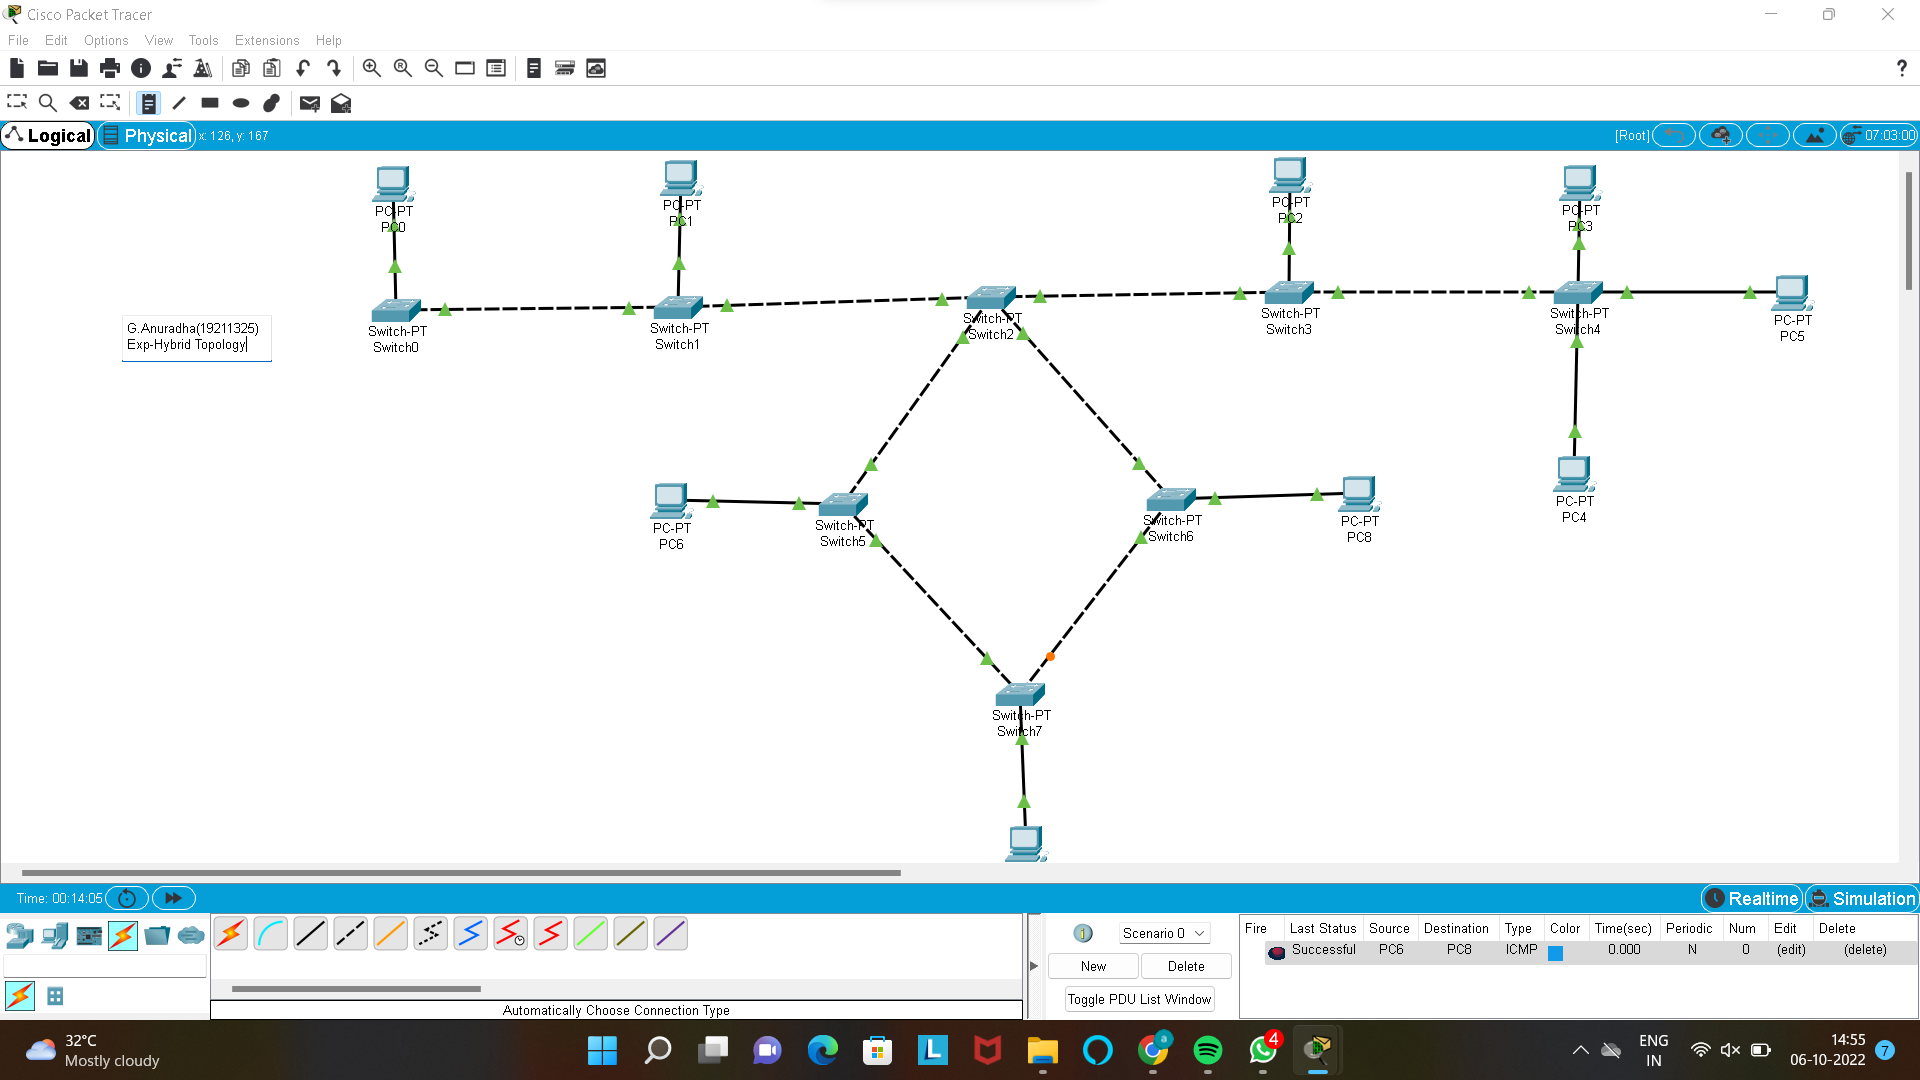 Cisco Packet Tracer
File Edit Options View Tools Extensions Help
?
Logical Physical x: 126, y: 167 [Root] 07:03:00
PC-PT
PC0
PC-PT
PC1
PC-PT
PC2
PC-PT
PC3
Switch-PT
Switch0
Switch-PT
Switch1
Switch-PT
Switch2
Switch-PT
Switch3
Switch-PT
Switch4
PC-PT
PC5
G.Anuradha(19211325)
Exp-Hybrid Topology
PC-PT
PC6
Switch-PT
Switch5
Switch-PT
Switch6
PC-PT
PC8
PC-PT
PC4
Switch-PT
Switch7
Time: 00:14:05 Realtime Simulation
Scenario 0
New Delete
Toggle PDU List Window
Fire Last Status Source Destination Type Color Time(sec) Periodic Num Edit Delete
Successful PC6 PC8 ICMP 0.000 N 0 (edit) (delete)
Automatically Choose Connection Type
32°C
Mostly cloudy
L
a
4
ENG
IN
14:55
06-10-2022
7